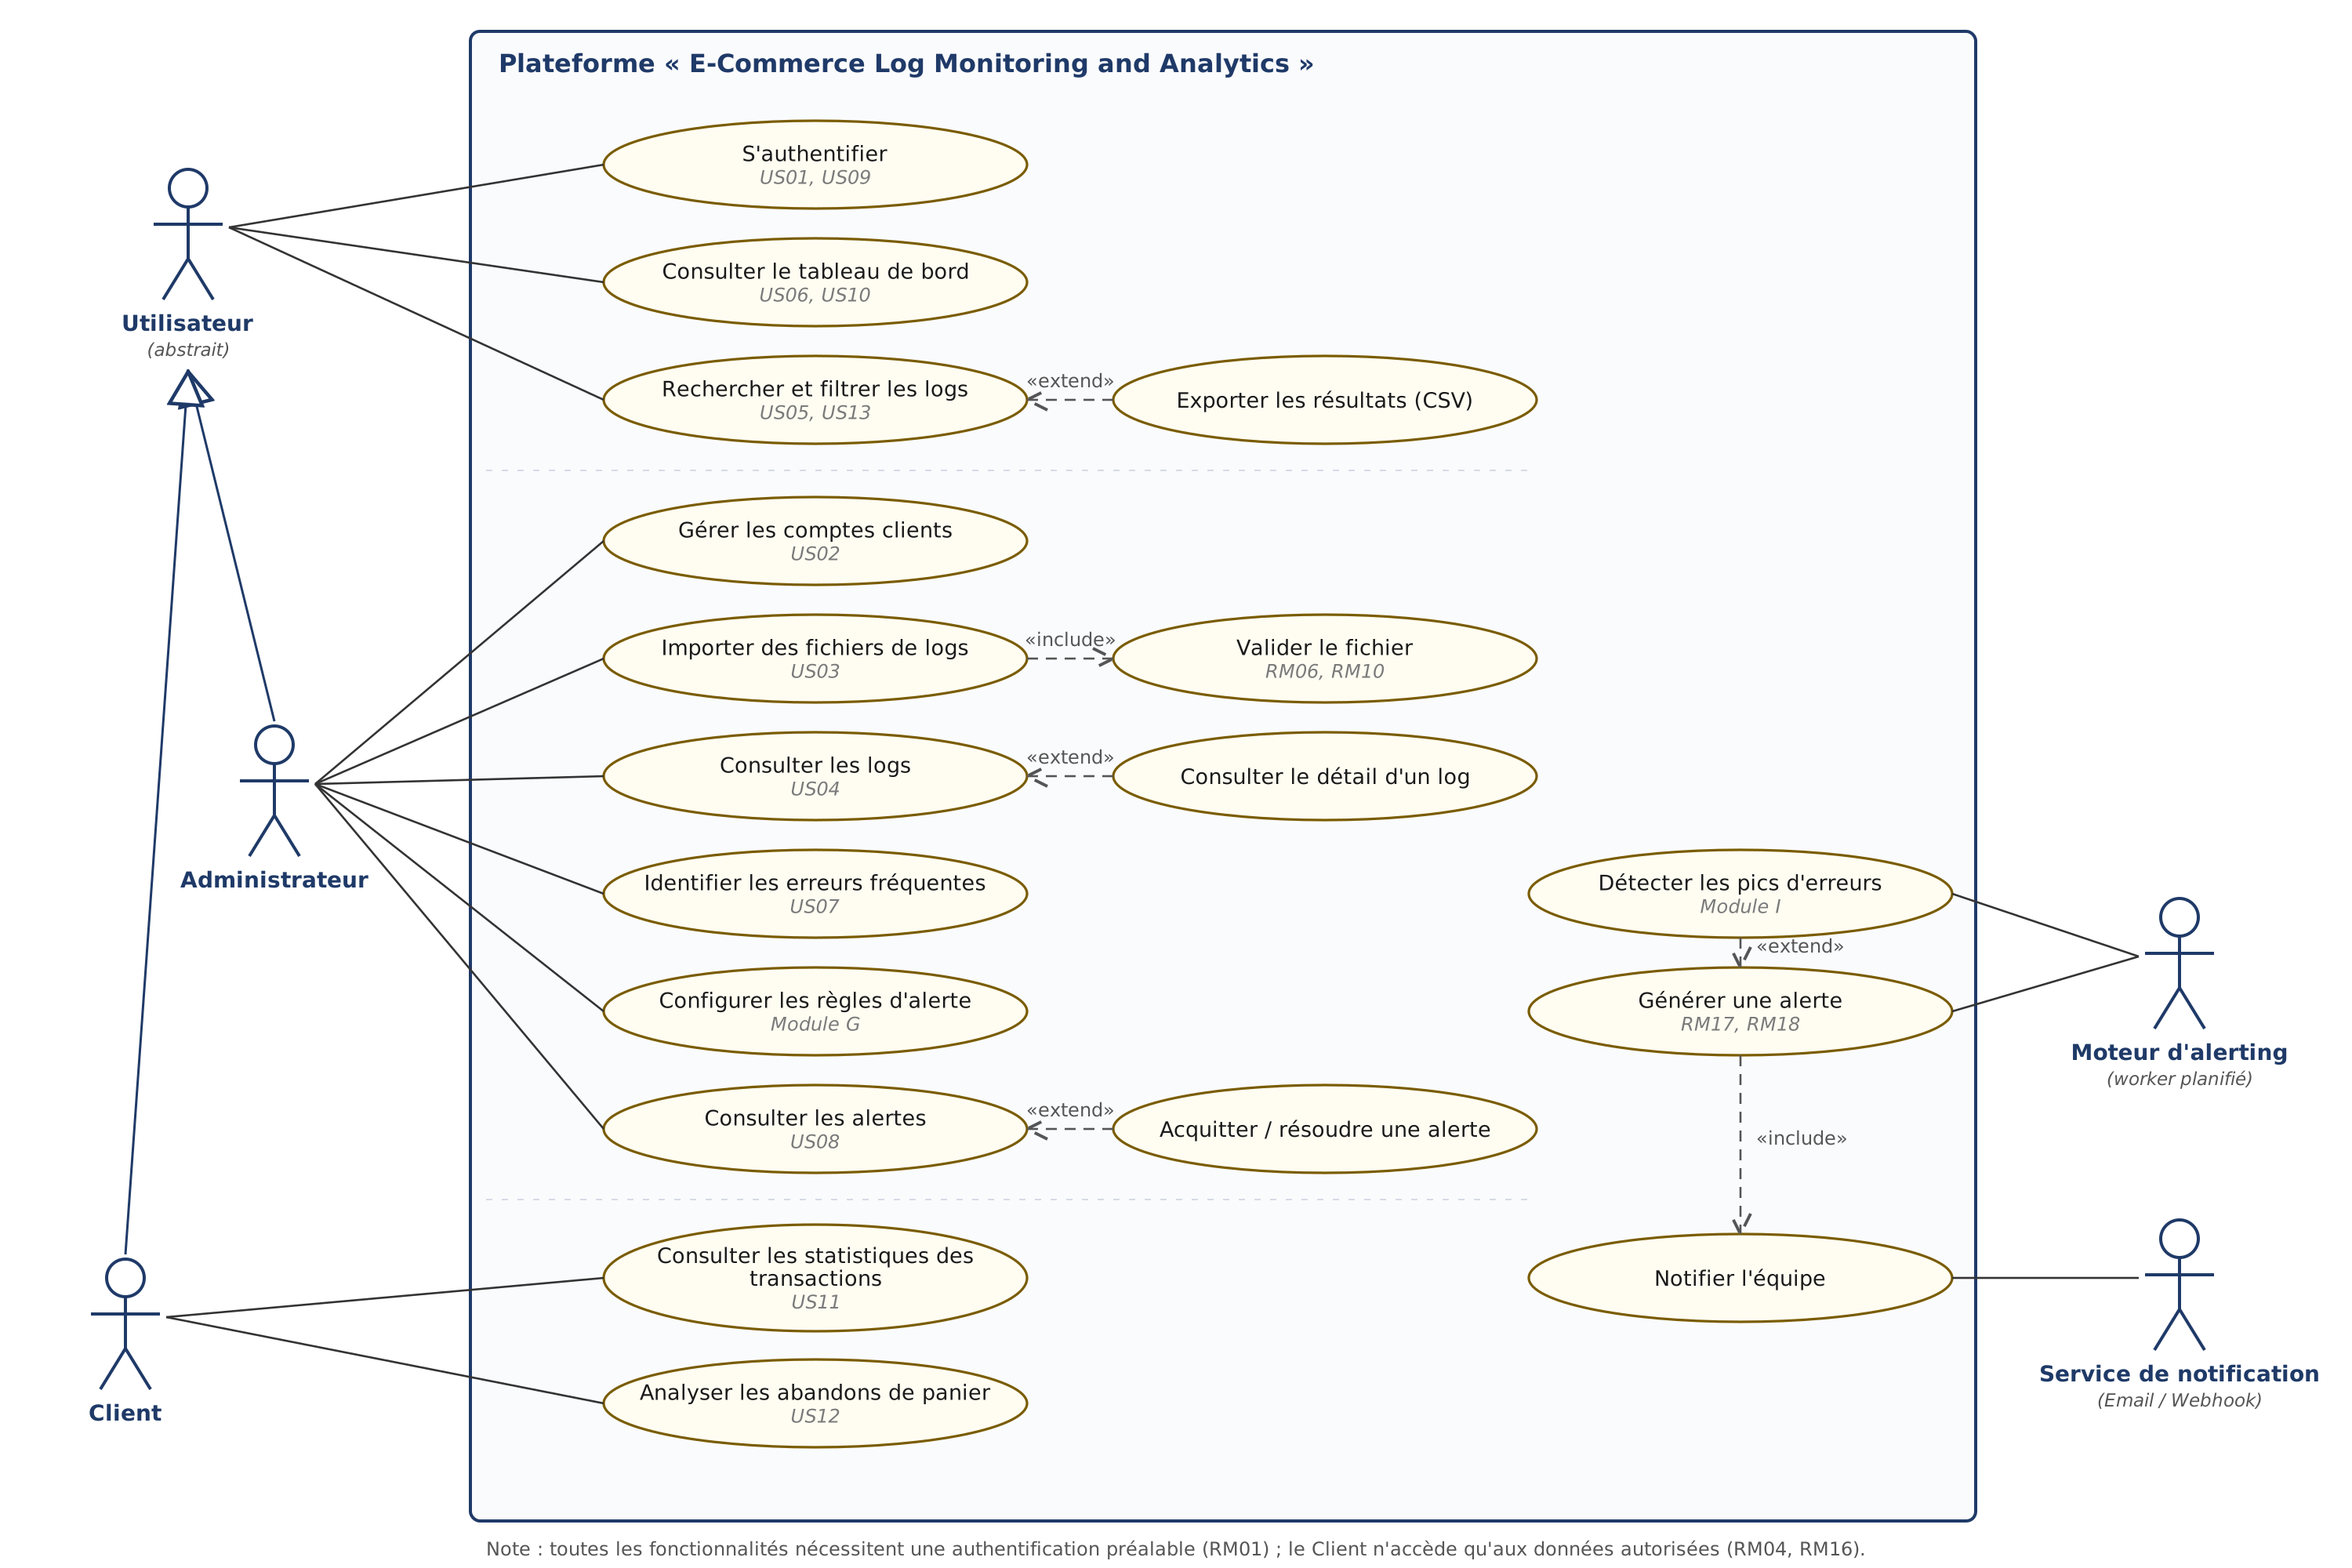 Plateforme « E-Commerce Log Monitoring and Analytics »
S'authentifier
US01, US09
Consulter le tableau de bord
US06, US10
Utilisateur
(abstrait)
Rechercher et filtrer les logs
US05, US13
«extend»
Exporter les résultats (CSV)
Gérer les comptes clients
US02
Importer des fichiers de logs
US03
«include»
Valider le fichier
RM06, RM10
Consulter les logs
US04
«extend»
Consulter le détail d'un log
Administrateur
Identifier les erreurs fréquentes
US07
Détecter les pics d'erreurs
Module I
«extend»
Configurer les règles d'alerte
Module G
Générer une alerte
RM17, RM18
Moteur d'alerting
(worker planifié)
Consulter les alertes
US08
«extend»
Acquitter / résoudre une alerte
«include»
Consulter les statistiques des
transactions
US11
Notifier l'équipe
Service de notification
(Email / Webhook)
Client
Analyser les abandons de panier
US12
Note : toutes les fonctionnalités nécessitent une authentification préalable (RM01) ; le Client n'accède qu'aux données autorisées (RM04, RM16).